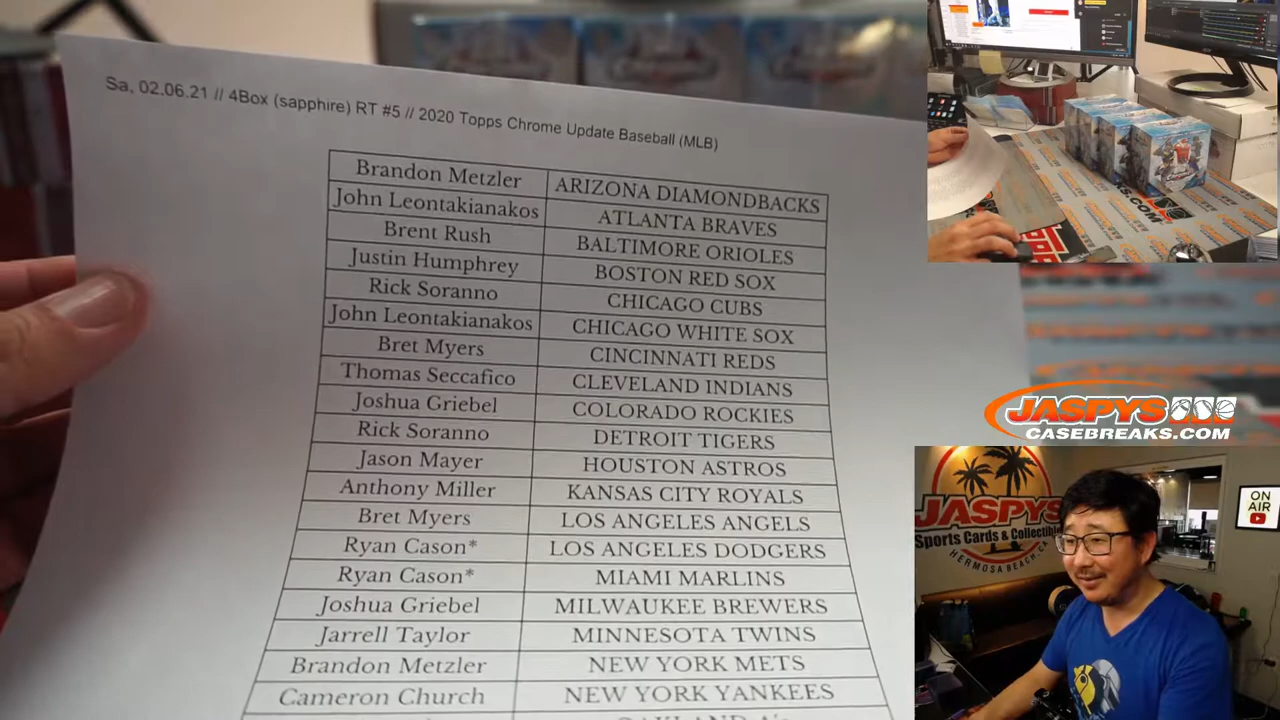 Sa, 02.06.21 // 4Box (sapphire) RT #5 // 2020 Topps Chrome Update Baseball (MLB)
Brandon Metzler ARIZONA DIAMONDBACKS
John Leontakianakos ATLANTA BRAVES
Brent Rush BALTIMORE ORIOLES
Justin Humphrey BOSTON RED SOX
Rick Soranno CHICAGO CUBS
John Leontakianakos CHICAGO WHITE SOX
Bret Myers CINCINNATI REDS
Thomas Seccafico CLEVELAND INDIANS
Joshua Griebel COLORADO ROCKIES
Rick Soranno DETROIT TIGERS
Jason Mayer HOUSTON ASTROS
Anthony Miller KANSAS CITY ROYALS
Bret Myers LOS ANGELES ANGELS
Ryan Cason* LOS ANGELES DODGERS
Ryan Cason* MIAMI MARLINS
Joshua Griebel MILWAUKEE BREWERS
Jarrell Taylor MINNESOTA TWINS
Brandon Metzler NEW YORK METS
Cameron Church NEW YORK YANKEES
OAKLAND A's
.COM
JASPYS
CASEBREAKS.COM
JASPYS
Sports Cards & Collectible
HERMOSA BEACH, CA
ON
AIR